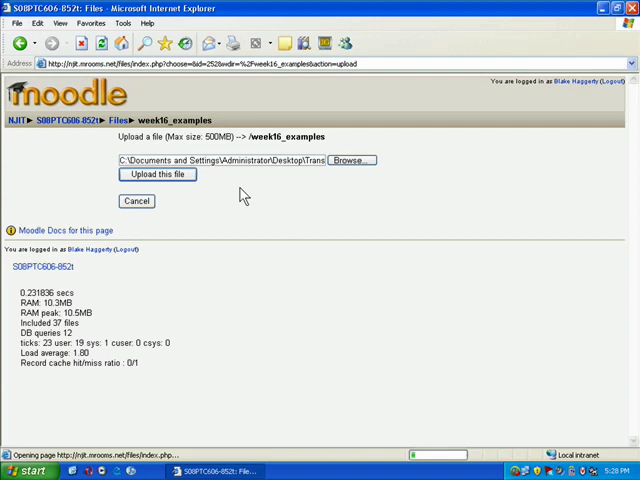 S08PTC606-852t: Files - Microsoft Internet Explorer
File Edit View Favorites Tools Help
Back
Address http://njit.mrooms.net/files/index.php?choose=&id=252&wdir=%2Fweek16_examples&action=upload
moodle
You are logged in as Blake Haggerty (Logout)
NJIT► S08PTC606-852t► Files► week16_examples
Upload a file (Max size: 500MB) --> /week16_examples
C:\Documents and Settings\Administrator\Desktop\Trans Browse...
Upload this file
Cancel
Moodle Docs for this page
You are logged in as Blake Haggerty (Logout)
S08PTC606-852t
0.231836 secs
RAM: 10.3MB
RAM peak: 10.5MB
Included 37 files
DB queries 12
ticks: 23 user: 19 sys: 1 cuser: 0 csys: 0
Load average: 1.80
Record cache hit/miss ratio : 0/1
Opening page http://njit.mrooms.net/files/index.php... Local intranet
start S08PTC606-852t: File... 5:28 PM